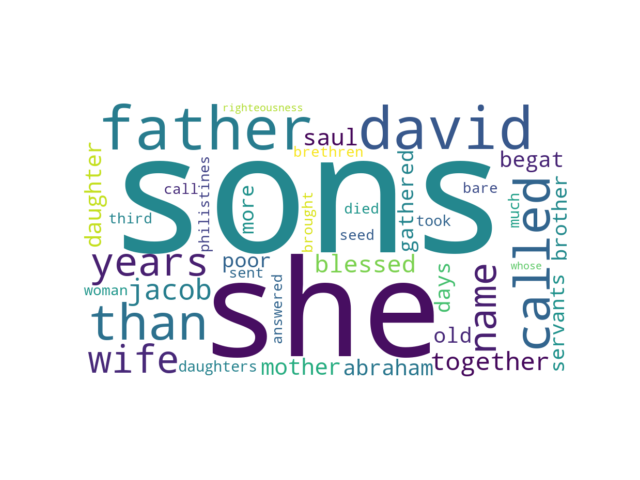 righteousness
father
saul
david
brethren
begat
daughter
sons
philistines
call
third
more
brought
died
seed
gathered
took
bare
much
called
brother
years
poor
sent
blessed
days
name
whose
servants
woman
jacob
than
she
answered
old
wife
daughters
mother
abraham
together